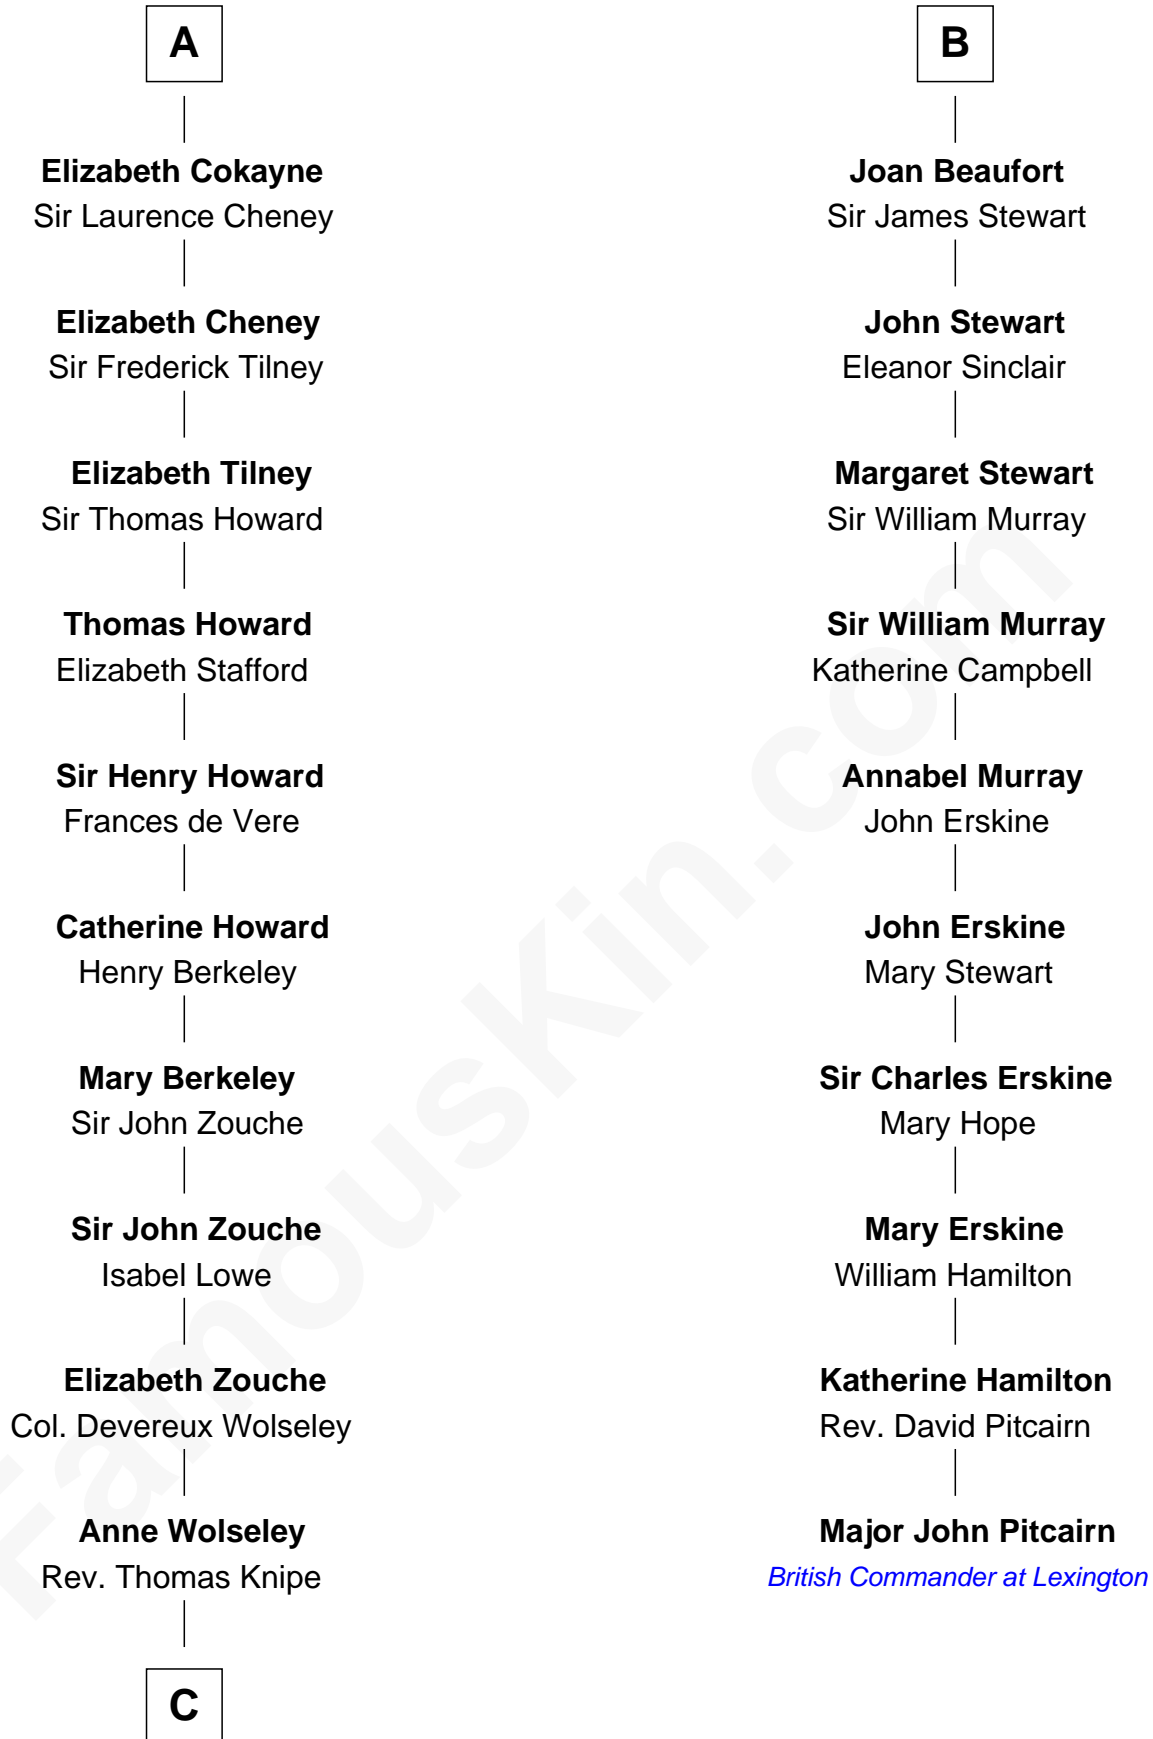 A
Elizabeth Cokayne
Sir Laurence Cheney
Elizabeth Cheney
Sir Frederick Tilney
Elizabeth Tilney
Sir Thomas Howard
Thomas Howard
Elizabeth Stafford
Sir Henry Howard
Frances de Vere
Catherine Howard
Henry Berkeley
Mary Berkeley
Sir John Zouche
Sir John Zouche
Isabel Lowe
Elizabeth Zouche
Col. Devereux Wolseley
Anne Wolseley
Rev. Thomas Knipe
C
B
Joan Beaufort
Sir James Stewart
John Stewart
Eleanor Sinclair
Margaret Stewart
Sir William Murray
Sir William Murray
Katherine Campbell
Annabel Murray
John Erskine
John Erskine
Mary Stewart
Sir Charles Erskine
Mary Hope
Mary Erskine
William Hamilton
Katherine Hamilton
Rev. David Pitcairn
Major John Pitcairn
British Commander at Lexington
FamousKin.com